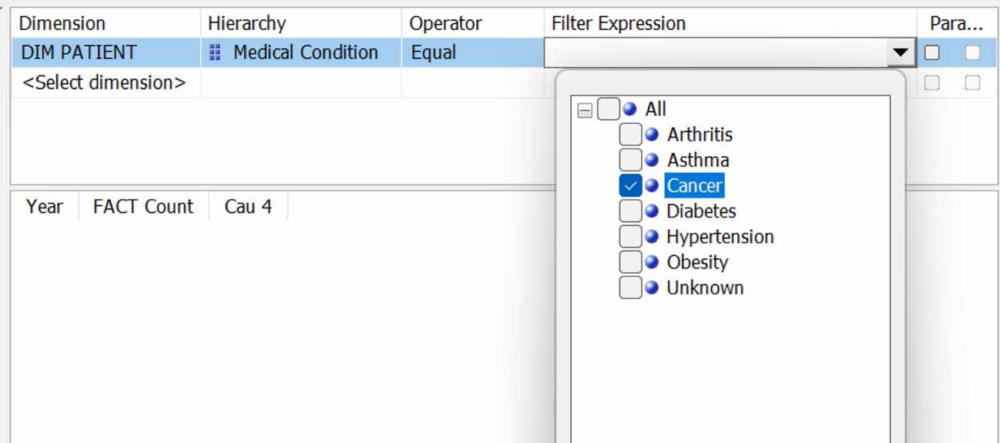 Dimension Hierarchy Operator Filter Expression Para...
DIM PATIENT Medical Condition Equal
<Select dimension>
All
Arthritis
Asthma
Cancer
Diabetes
Hypertension
Obesity
Unknown
Year FACT Count Cau 4